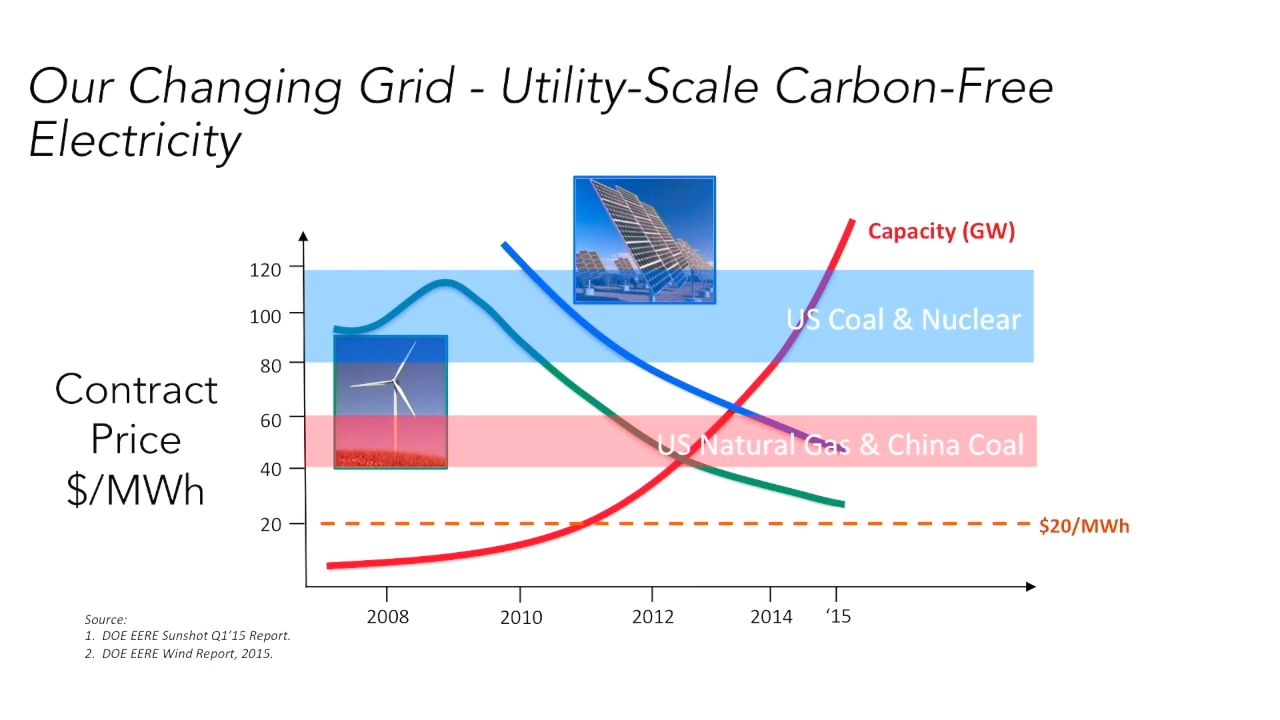 Our Changing Grid - Utility-Scale Carbon-Free
Electricity
Capacity (GW)
120
100
80
60
40
20
US Coal & Nuclear
US Natural Gas & China Coal
$20/MWh
Contract
Price
$/MWh
2008
2010
2012
2014
‘15
Source:
1. DOE EERE Sunshot Q1’15 Report.
2. DOE EERE Wind Report, 2015.